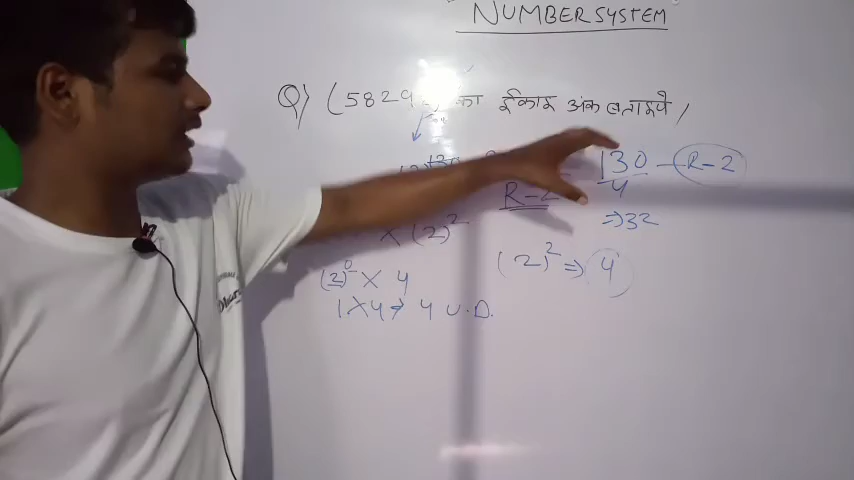 NUMBER SYSTEM
Q) (5829 का ईकाइ अंक बताइये /
130/4 — R-2
R-2
⇒32
× (2)²
(2)² ⇒ 4
(2)⁰ × 4
1×4⇒ 4 U.D.